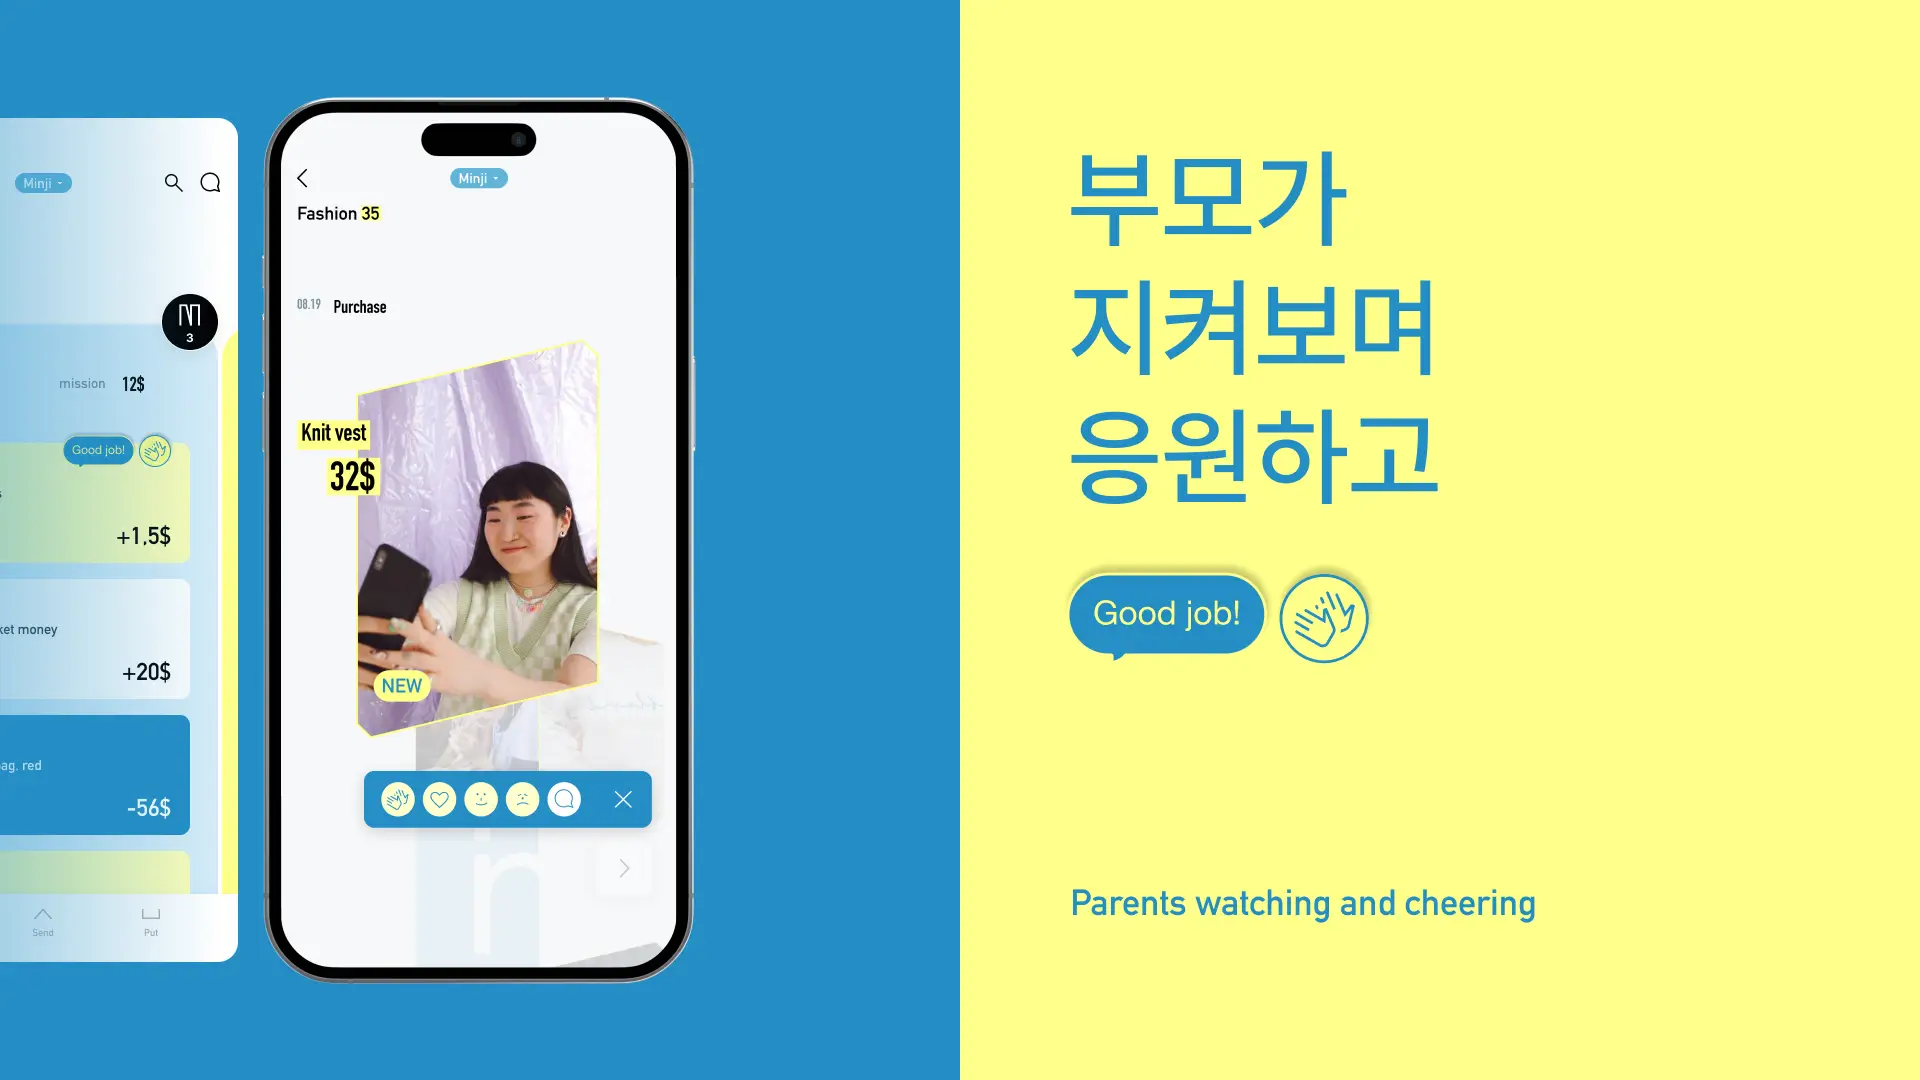 Minji
mission 12$
Good job!
+1,5$
ket money
+20$
ag. red
-56$
Send
Put
Minji
Fashion 35
08.19 Purchase
Knit vest
32$
NEW
부모가
지켜보며
응원하고
Good job!
Parents watching and cheering